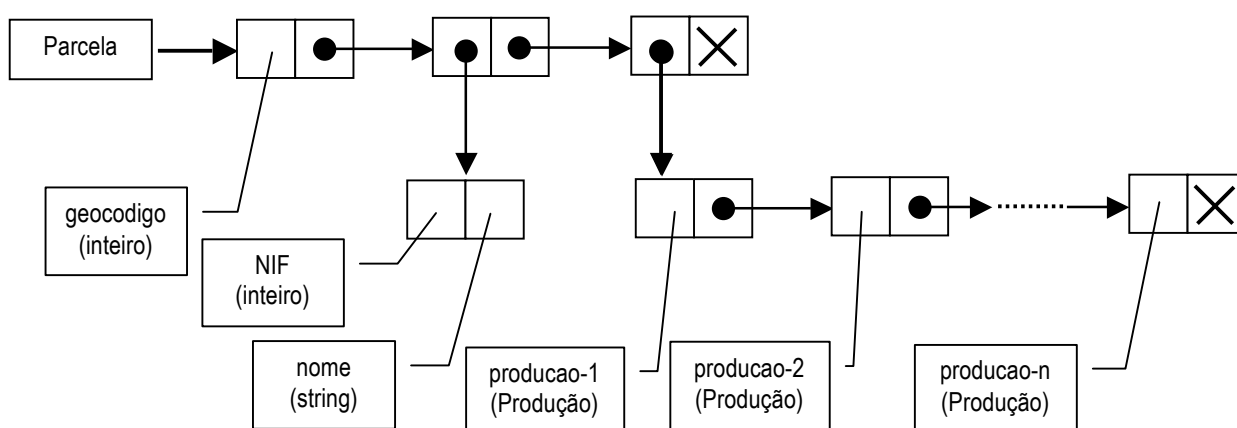 Parcela
geocodigo
(inteiro)
NIF
(inteiro)
nome
(string)
producao-1
(Produção)
producao-2
(Produção)
producao-n
(Produção)